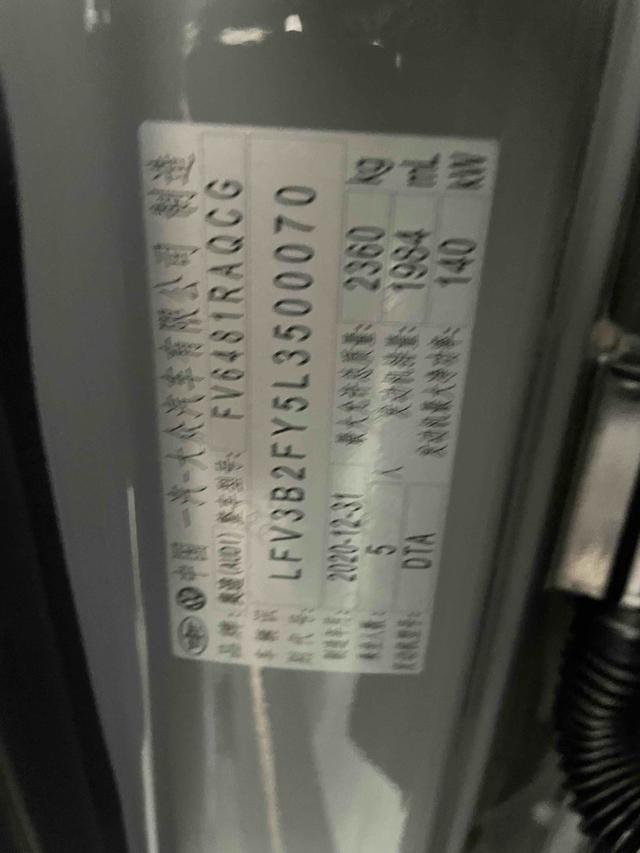 中国 一汽-大众汽车有限公司 制造
品牌：奥迪(AUDI) 整车型号： FV6481RAQCG
车辆识别代号： LFV3B2FY5L3500070
制造年月： 2020-12-31 最大允许总质量： 2360 kg
乘坐人数： 5 人 发动机排量： 1984 mL
发动机型号： DTA 发动机最大净功率： 140 kW